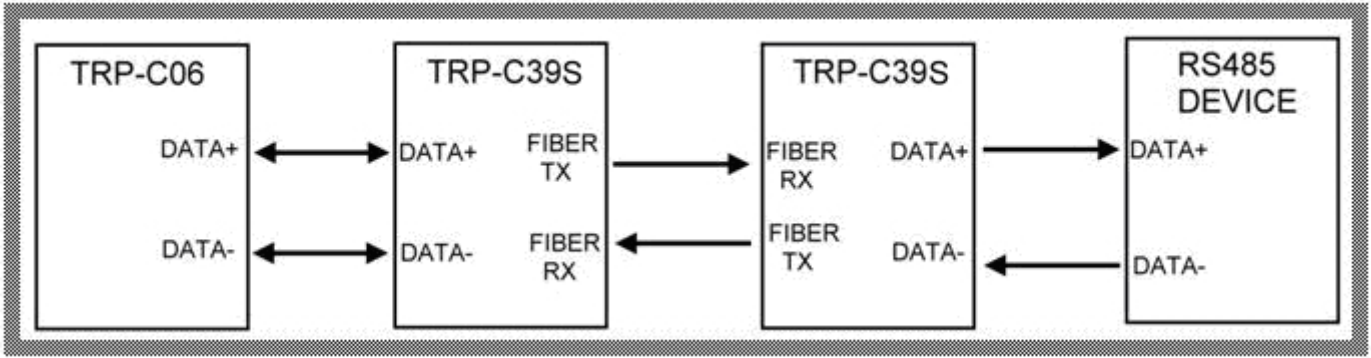 TRP-C06
DATA+
DATA-
TRP-C39S
DATA+
FIBER
TX
DATA-
FIBER
RX
TRP-C39S
FIBER
RX
DATA+
FIBER
TX
DATA-
RS485
DEVICE
DATA+
DATA-